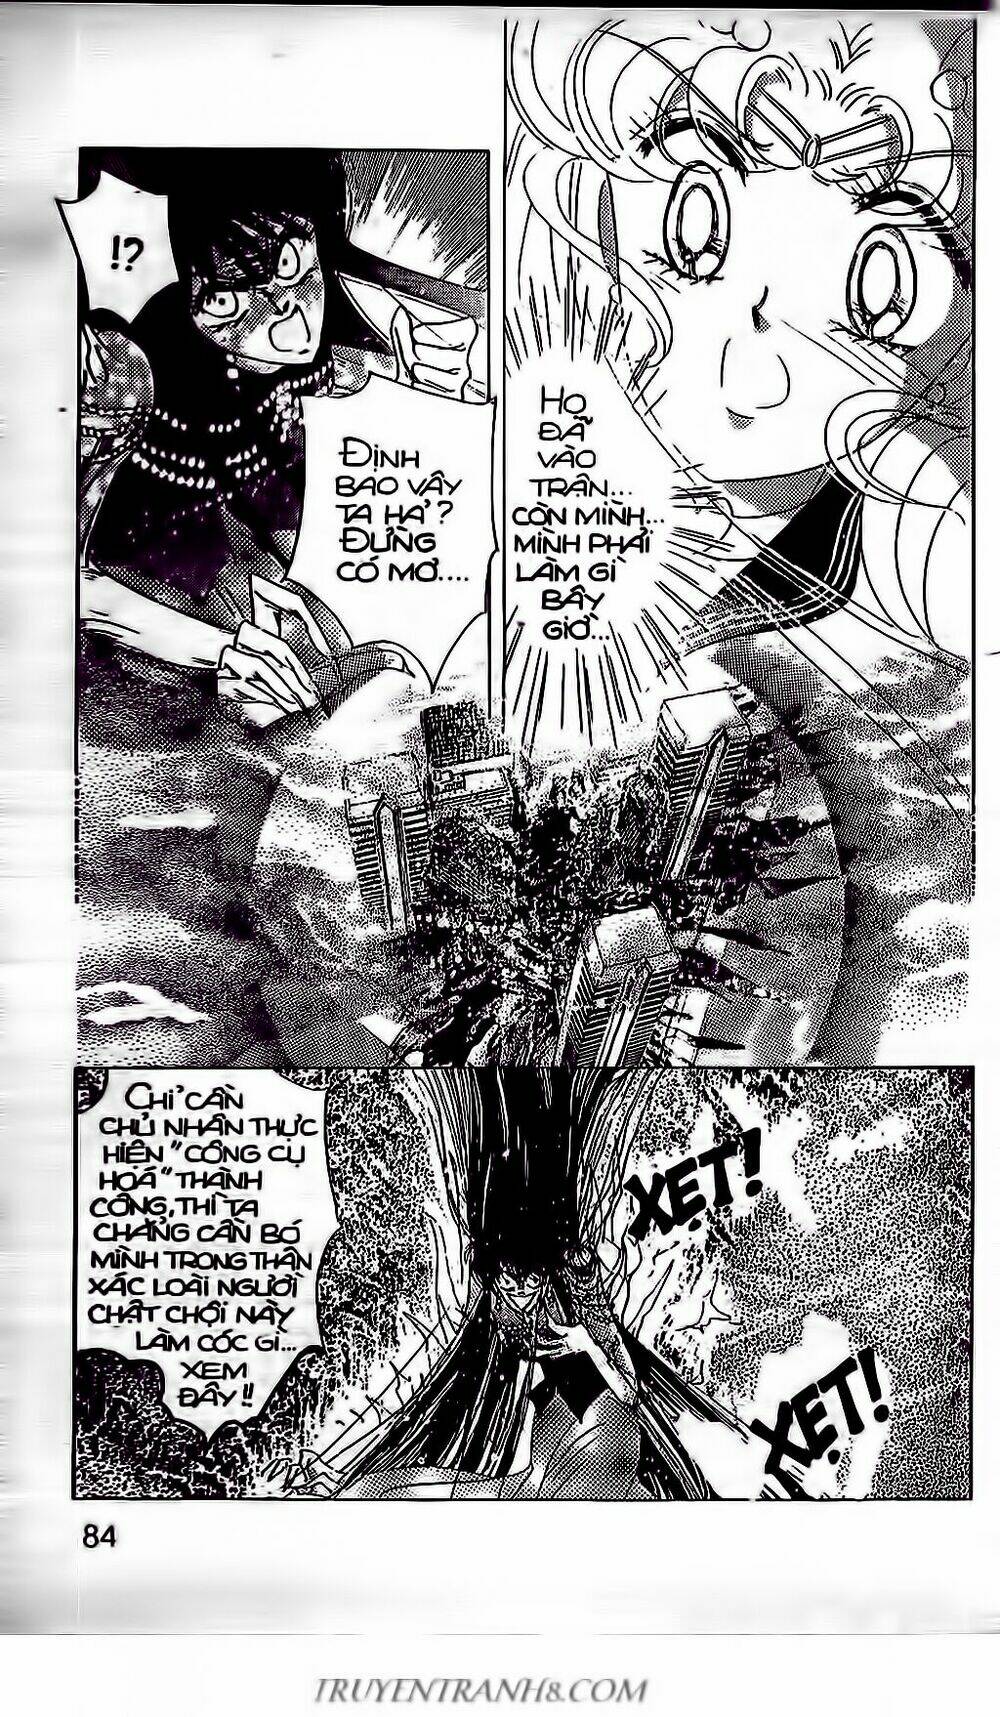 HỌ
ĐÃ
VÀO
TRẬN...
CÒN MÌNH...
MÌNH PHẢI
LÀM GÌ
BÂY
GIỜ...
!?
ĐỊNH
BAO VÂY
TA HẢ?
ĐỪNG
CÓ MƠ....
CHỈ CẦN
CHỦ NHÂN THỰC
HIỆN "CÔNG CỤ
HOÁ" THÀNH
CÔNG, THÌ TA
CHẲNG CẦN BÓ
MÌNH TRONG THÂN
XÁC LOÀI NGƯỜI
CHẬT CHỘI NÀY
LÀM CÓC GÌ...
XEM
ĐÂY!!
XẸT!
XẸT!
84
TRUYENTRANH8.COM